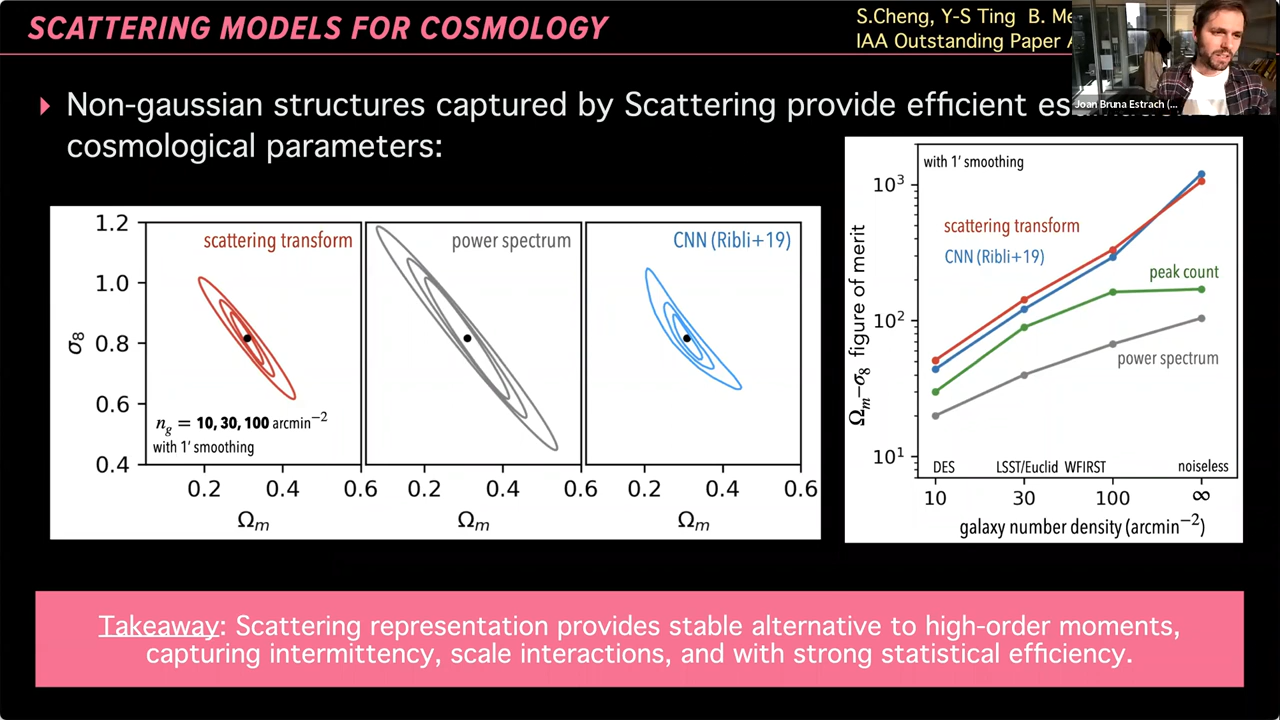 SCATTERING MODELS FOR COSMOLOGY
S.Cheng, Y-S Ting B.
IAA Outstanding Paper
Joan Bruna Estrach (...
Non-gaussian structures captured by Scattering provide efficient
cosmological parameters:
scattering transform
power spectrum
CNN (Ribli+19)
1.2
1.0
0.8
0.6
0.4
σ8
n_g = 10, 30, 100 arcmin⁻²
with 1′ smoothing
0.2 0.4 0.6 0.2 0.4 0.6 0.2 0.4 0.6
Ωm Ωm Ωm
with 1′ smoothing
scattering transform
CNN (Ribli+19)
peak count
power spectrum
10³
10²
10¹
Ωm−σ8 figure of merit
DES LSST/Euclid WFIRST noiseless
10 30 100 ∞
galaxy number density (arcmin⁻²)
Takeaway: Scattering representation provides stable alternative to high-order moments,
capturing intermittency, scale interactions, and with strong statistical efficiency.